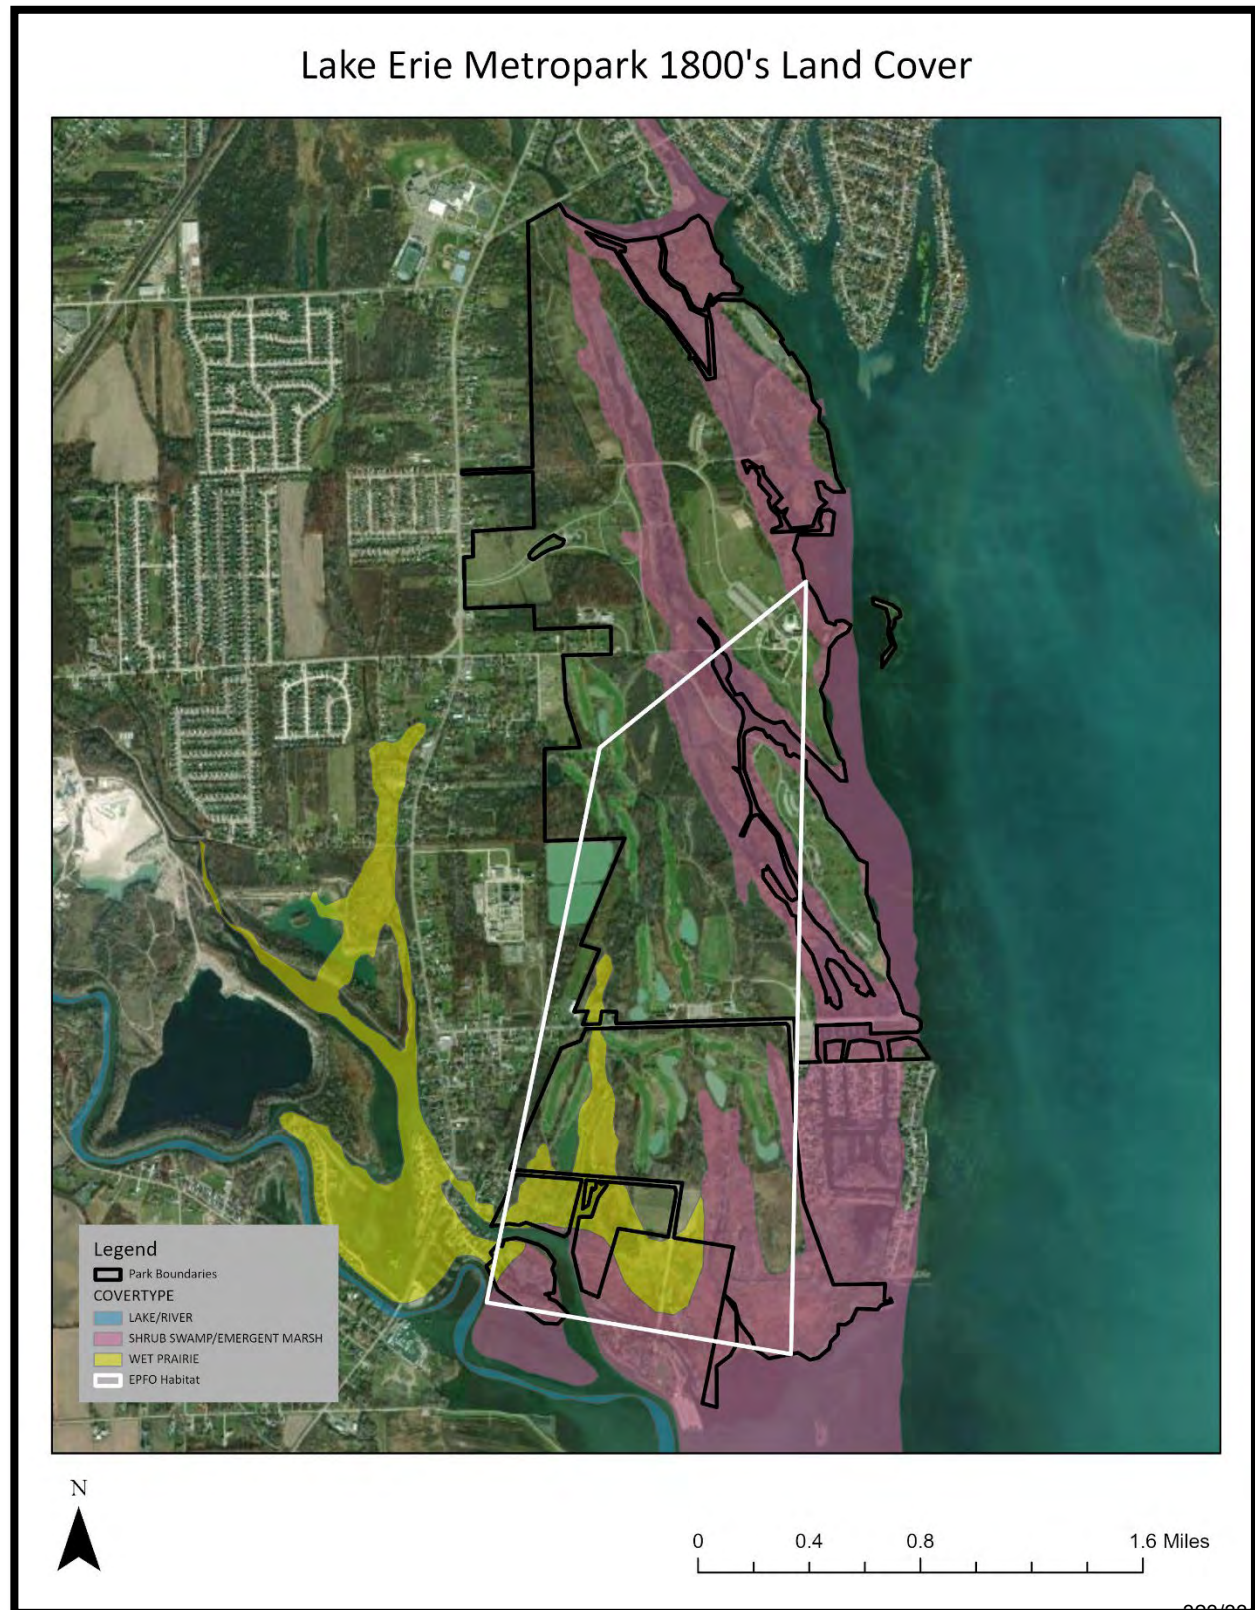 Lake Erie Metropark 1800's Land Cover
Legend
Park Boundaries
COVERTYPE
LAKE/RIVER
SHRUB SWAMP/EMERGENT MARSH
WET PRAIRIE
EPFO Habitat
N
0 0.4 0.8 1.6 Miles